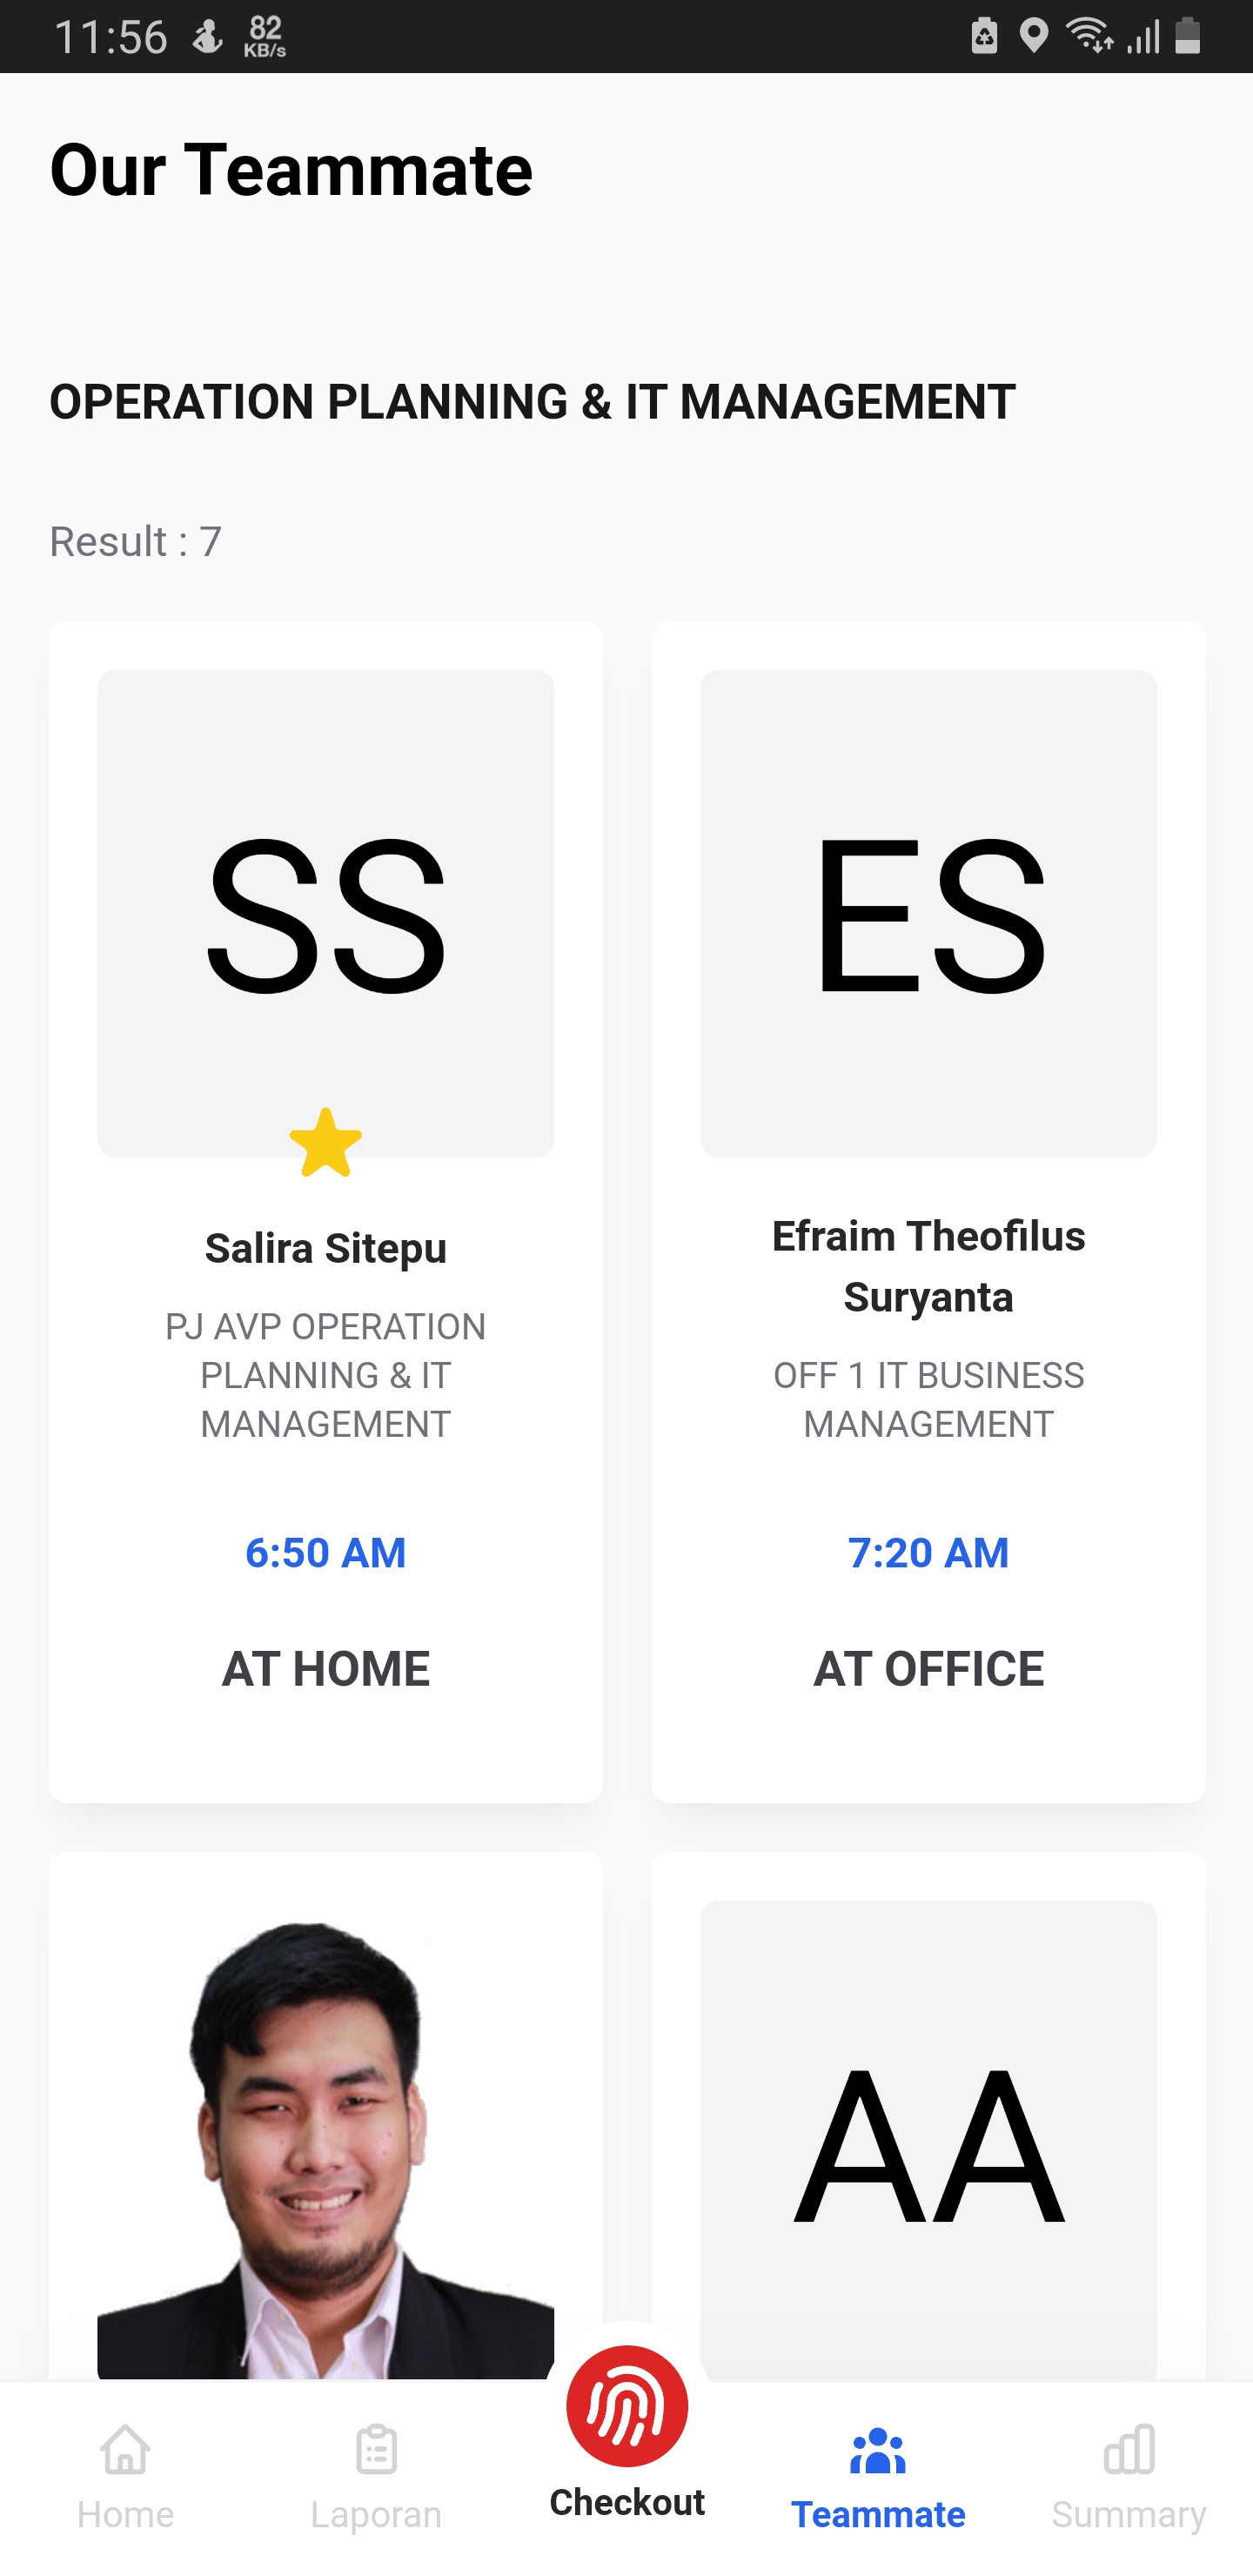 11:56
82
KB/s
Our Teammate
OPERATION PLANNING & IT MANAGEMENT
Result : 7
SS
Salira Sitepu
PJ AVP OPERATION
PLANNING & IT
MANAGEMENT
6:50 AM
AT HOME
ES
Efraim Theofilus
Suryanta
OFF 1 IT BUSINESS
MANAGEMENT
7:20 AM
AT OFFICE
AA
Home
Laporan
Checkout
Teammate
Summary